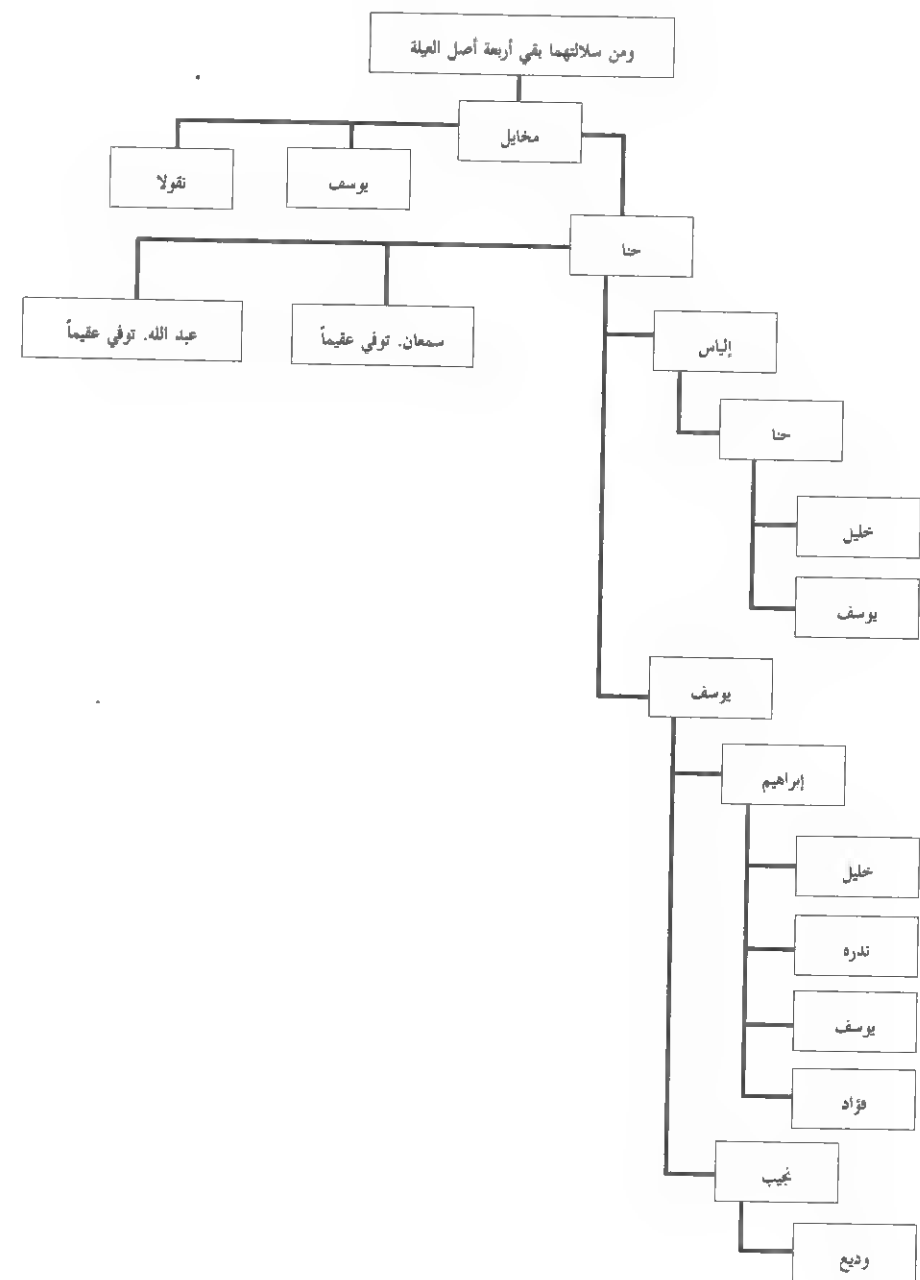 ومن سلالتهما بقي أربعة أصل العيلة
مخايل
يوسف
نقولا
حنا
سمعان. توفي عقيماً
عبد الله. توفي عقيماً
إلياس
حنا
خليل
يوسف
يوسف
إبراهيم
خليل
ندره
يوسف
فؤاد
نجيب
وديع